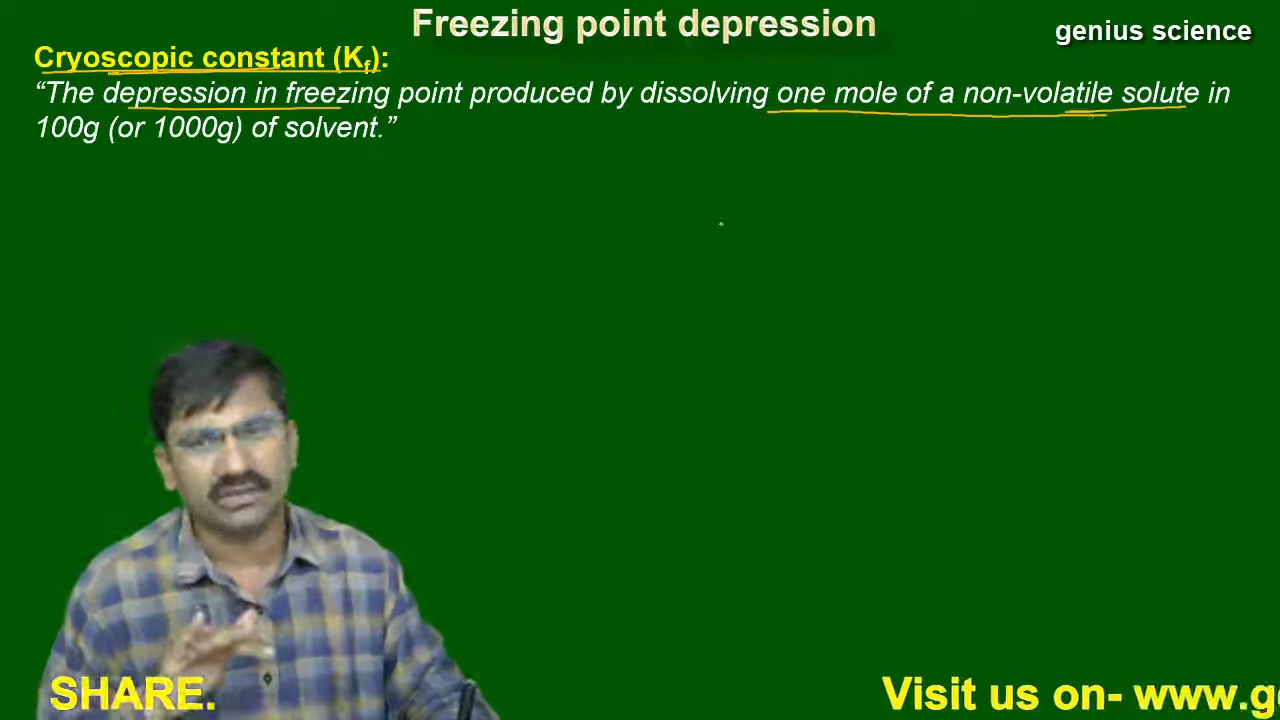 Freezing point depression
genius science
Cryoscopic constant (Kf):
“The depression in freezing point produced by dissolving one mole of a non-volatile solute in
100g (or 1000g) of solvent.”
SHARE.
Visit us on- www.g